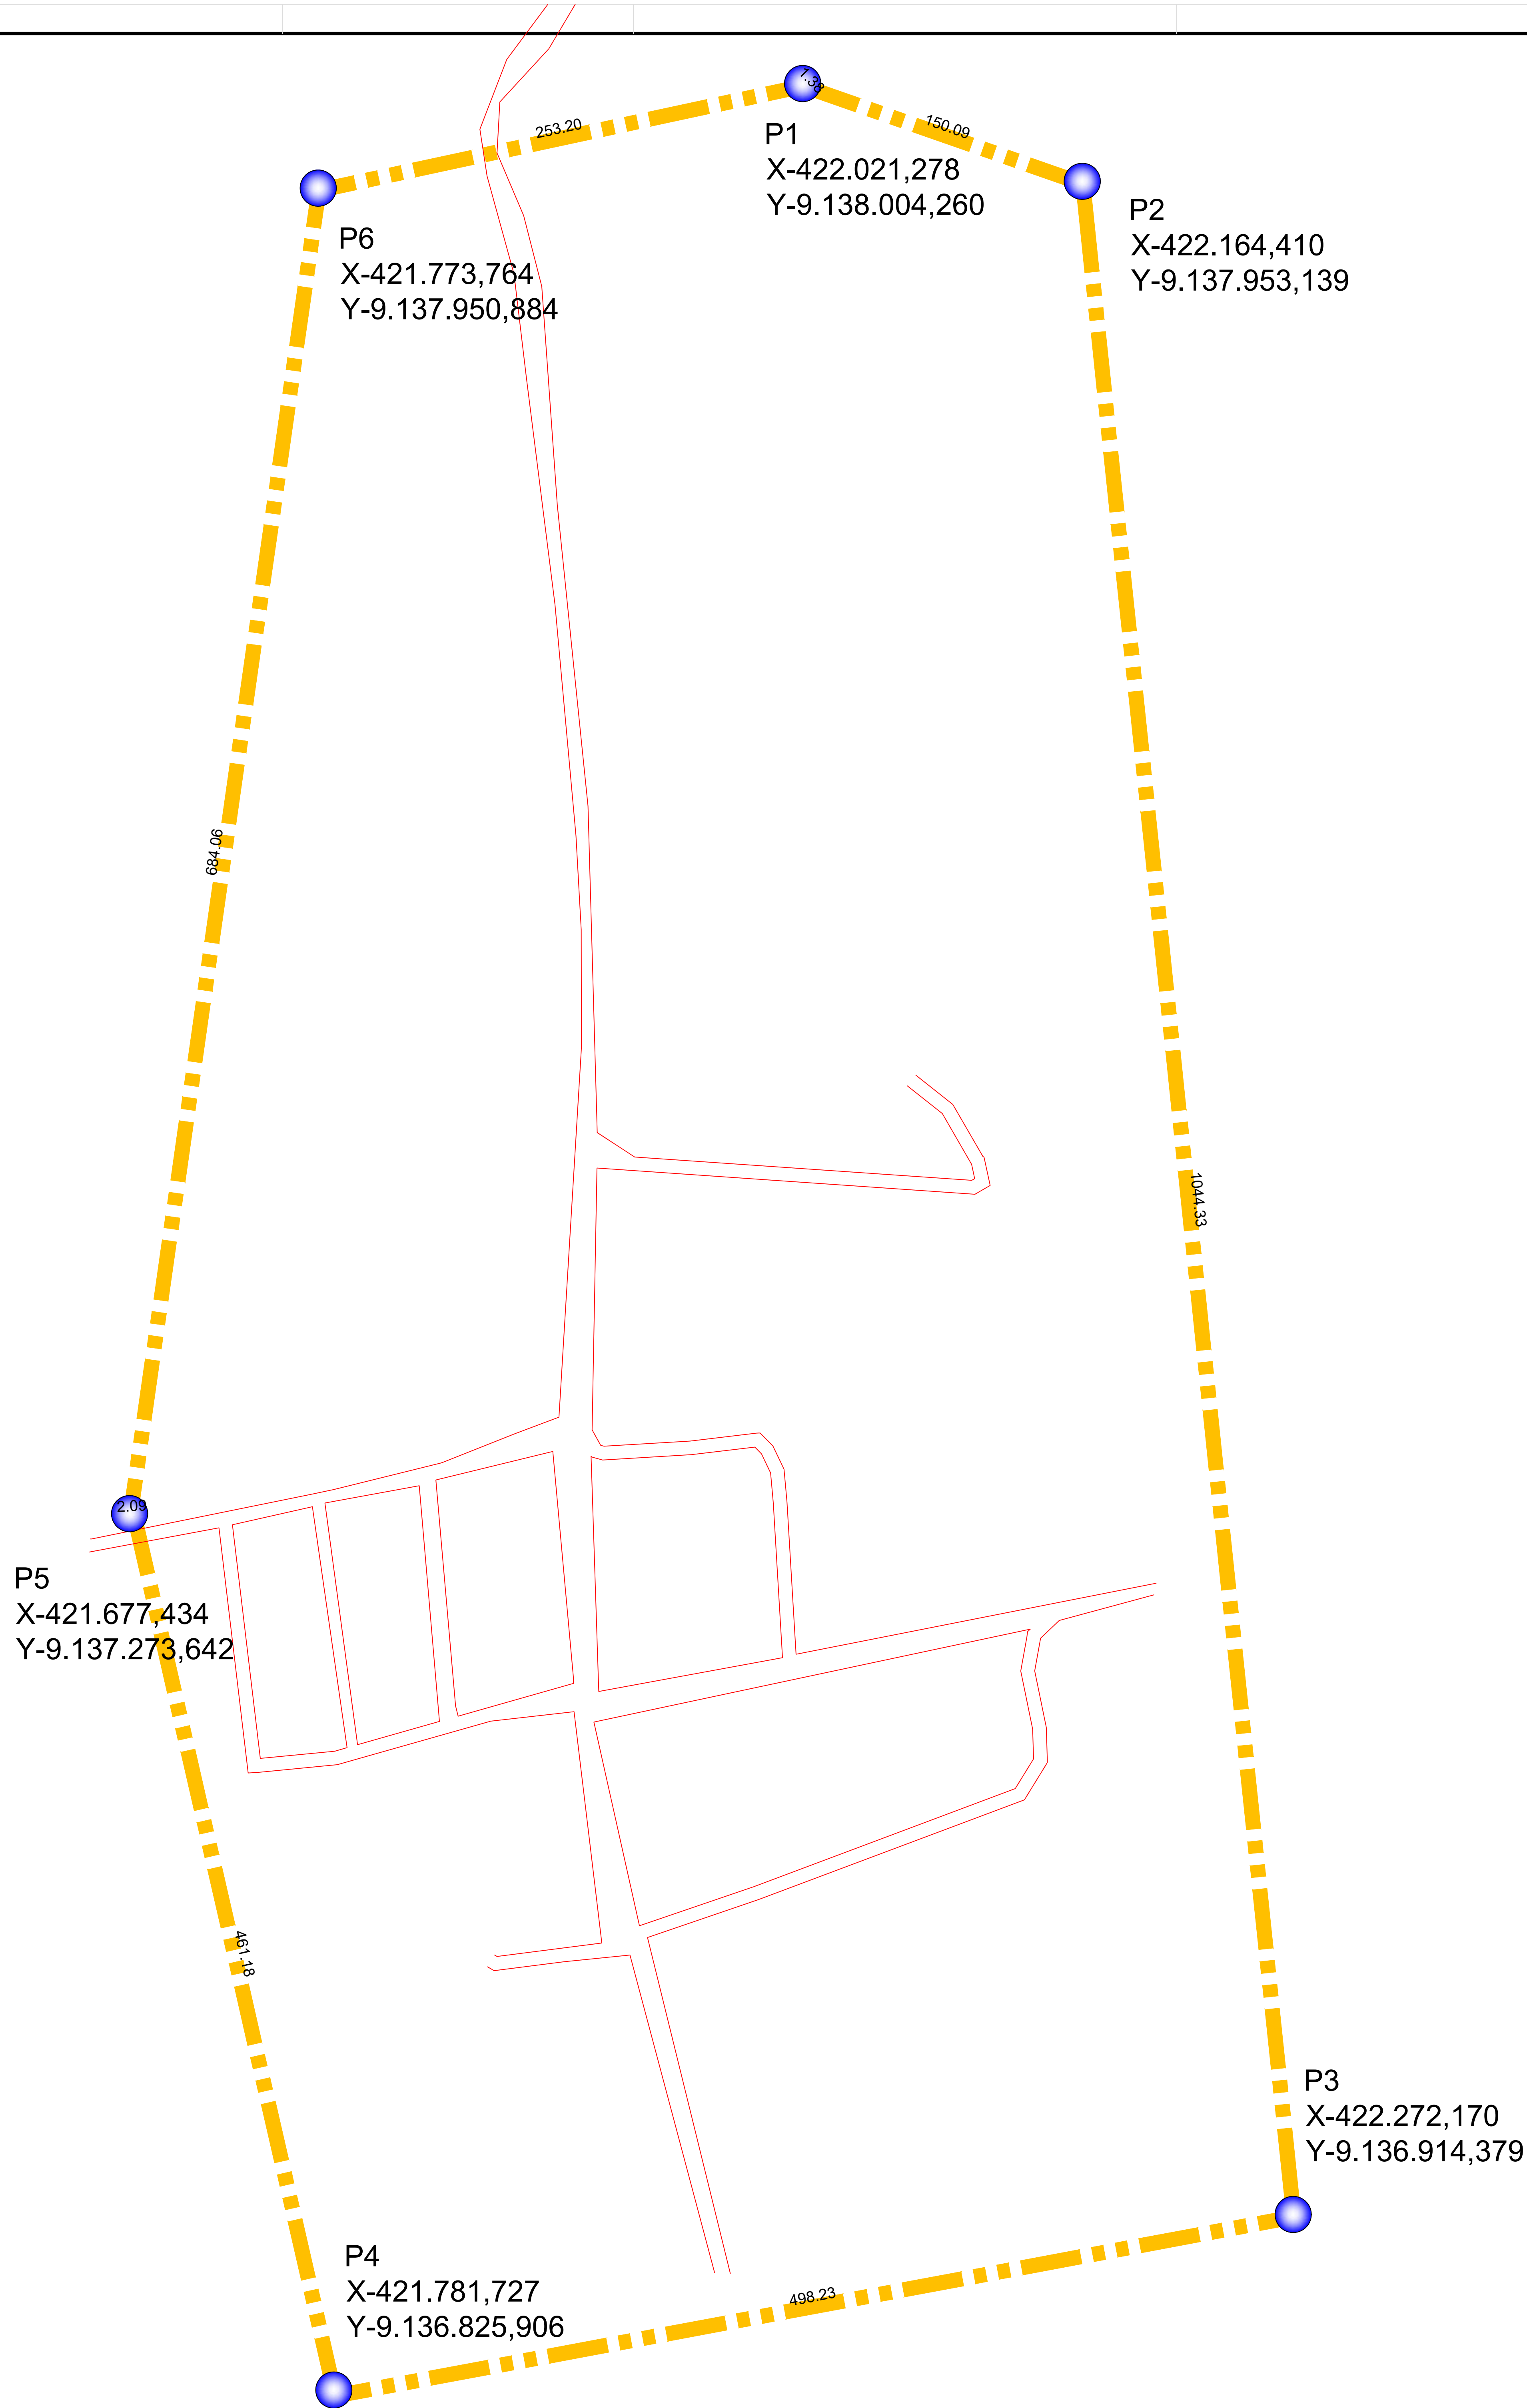 1.38
253.20
150.09
P1
X-422.021,278
Y-9.138.004,260
P2
X-422.164,410
Y-9.137.953,139
P6
X-421.773,764
Y-9.137.950,884
684.06
1044.33
2.09
P5
X-421.677,434
Y-9.137.273,642
461.18
P3
X-422.272,170
Y-9.136.914,379
P4
X-421.781,727
Y-9.136.825,906
498.23